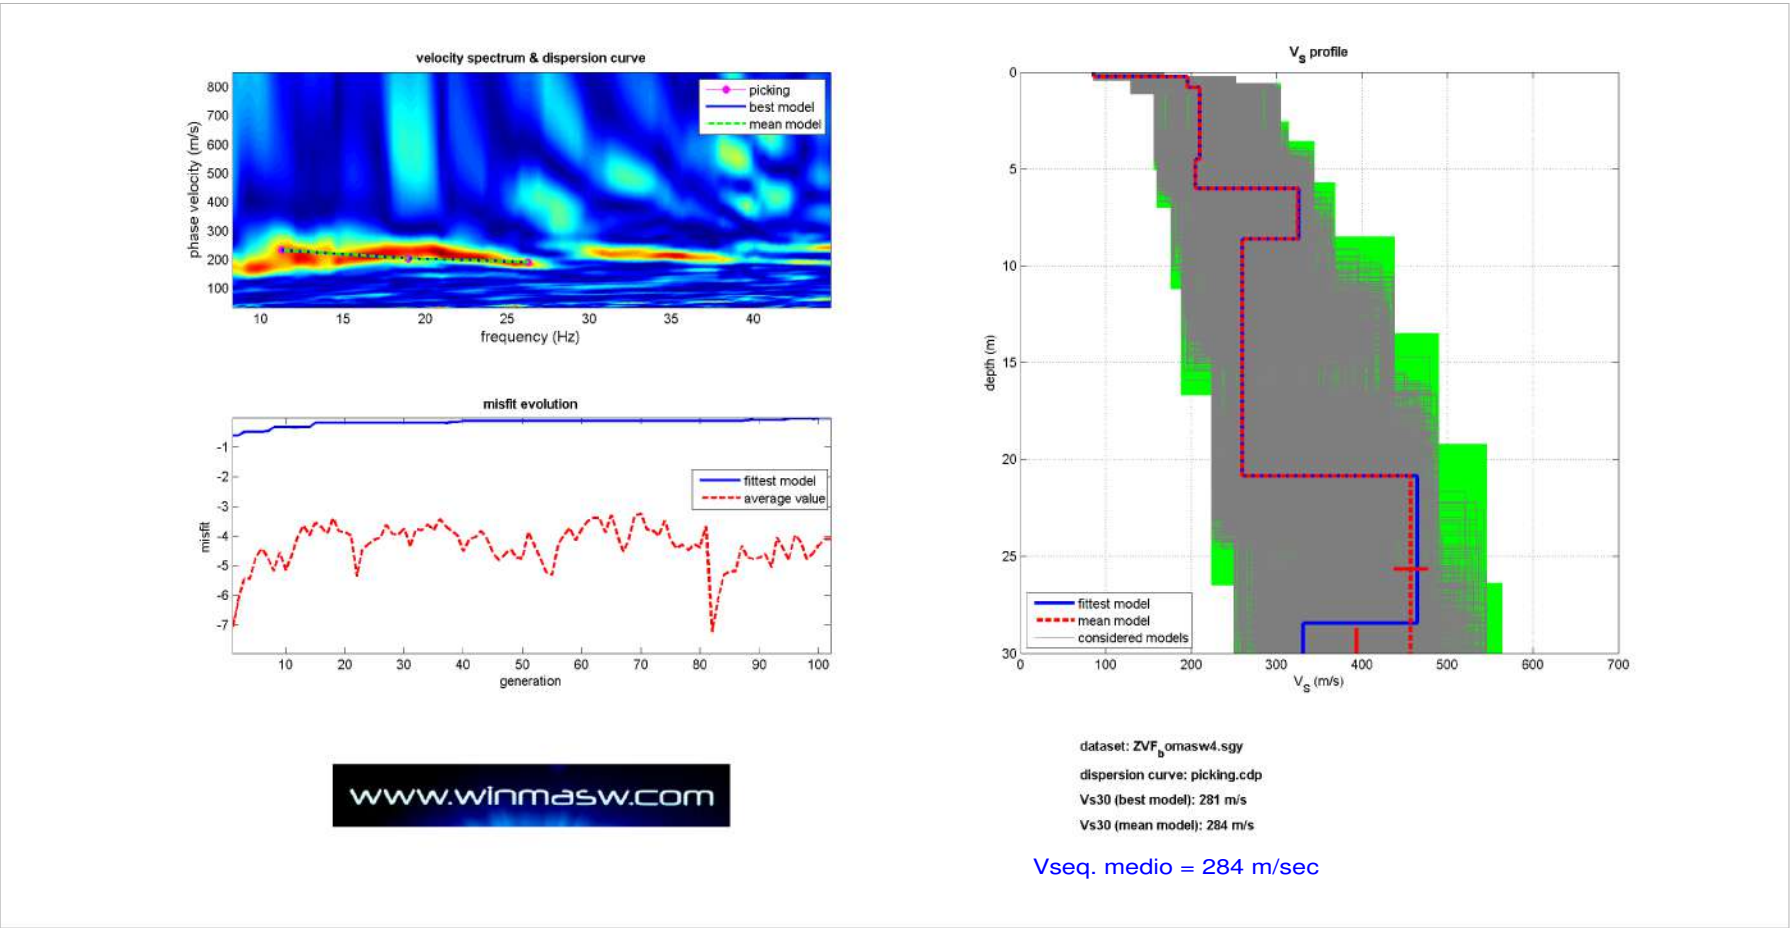 velocity spectrum & dispersion curve
800
700
600
500
400
300
200
100
phase velocity (m/s)
picking
best model
mean model
10 15 20 25 30 35 40
frequency (Hz)
misfit evolution
-1
-2
-3
-4
-5
-6
-7
misfit
fittest model
average value
10 20 30 40 50 60 70 80 90 100
generation
www.winmasw.com
VS profile
0
5
10
15
20
25
30
depth (m)
fittest model
mean model
considered models
0 100 200 300 400 500 600 700
VS (m/s)
dataset: ZVFbomasw4.sgy
dispersion curve: picking.cdp
Vs30 (best model): 281 m/s
Vs30 (mean model): 284 m/s
Vseq. medio = 284 m/sec